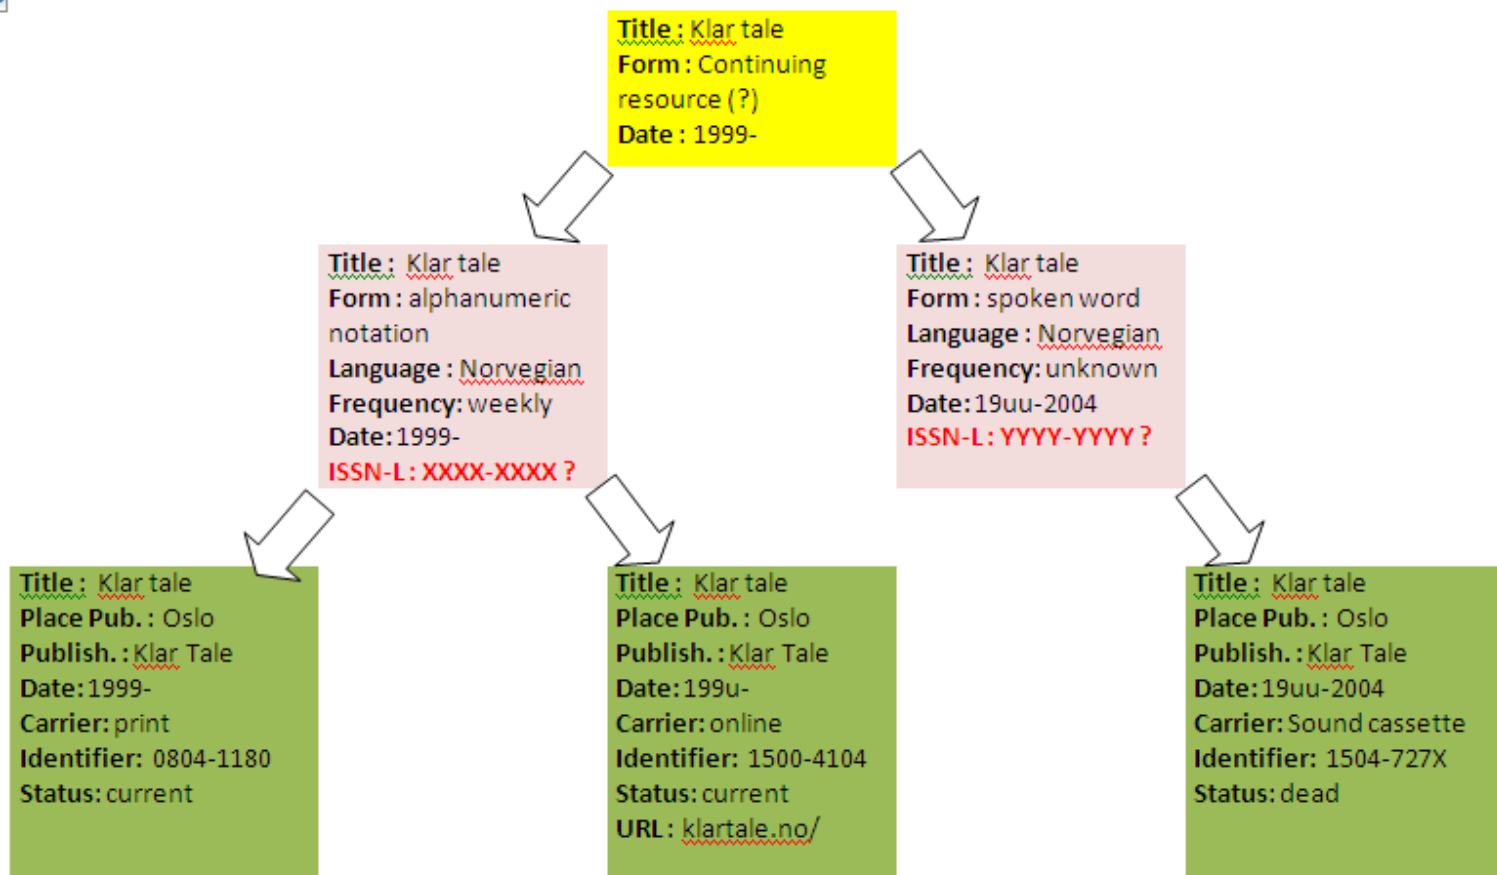 Title : Klar tale
Form : Continuing
resource (?)
Date : 1999-
Title : Klar tale
Form : alphanumeric
notation
Language : Norvegian
Frequency: weekly
Date: 1999-
ISSN-L: XXXX-XXXX ?
Title : Klar tale
Form : spoken word
Language : Norvegian
Frequency: unknown
Date: 19uu-2004
ISSN-L: YYYY-YYYY ?
Title : Klar tale
Place Pub. : Oslo
Publish. : Klar Tale
Date: 1999-
Carrier: print
Identifier: 0804-1180
Status: current
Title : Klar tale
Place Pub. : Oslo
Publish. : Klar Tale
Date: 199u-
Carrier: online
Identifier: 1500-4104
Status: current
URL : klartale.no/
Title : Klar tale
Place Pub. : Oslo
Publish. : Klar Tale
Date: 19uu-2004
Carrier: Sound cassette
Identifier: 1504-727X
Status: dead